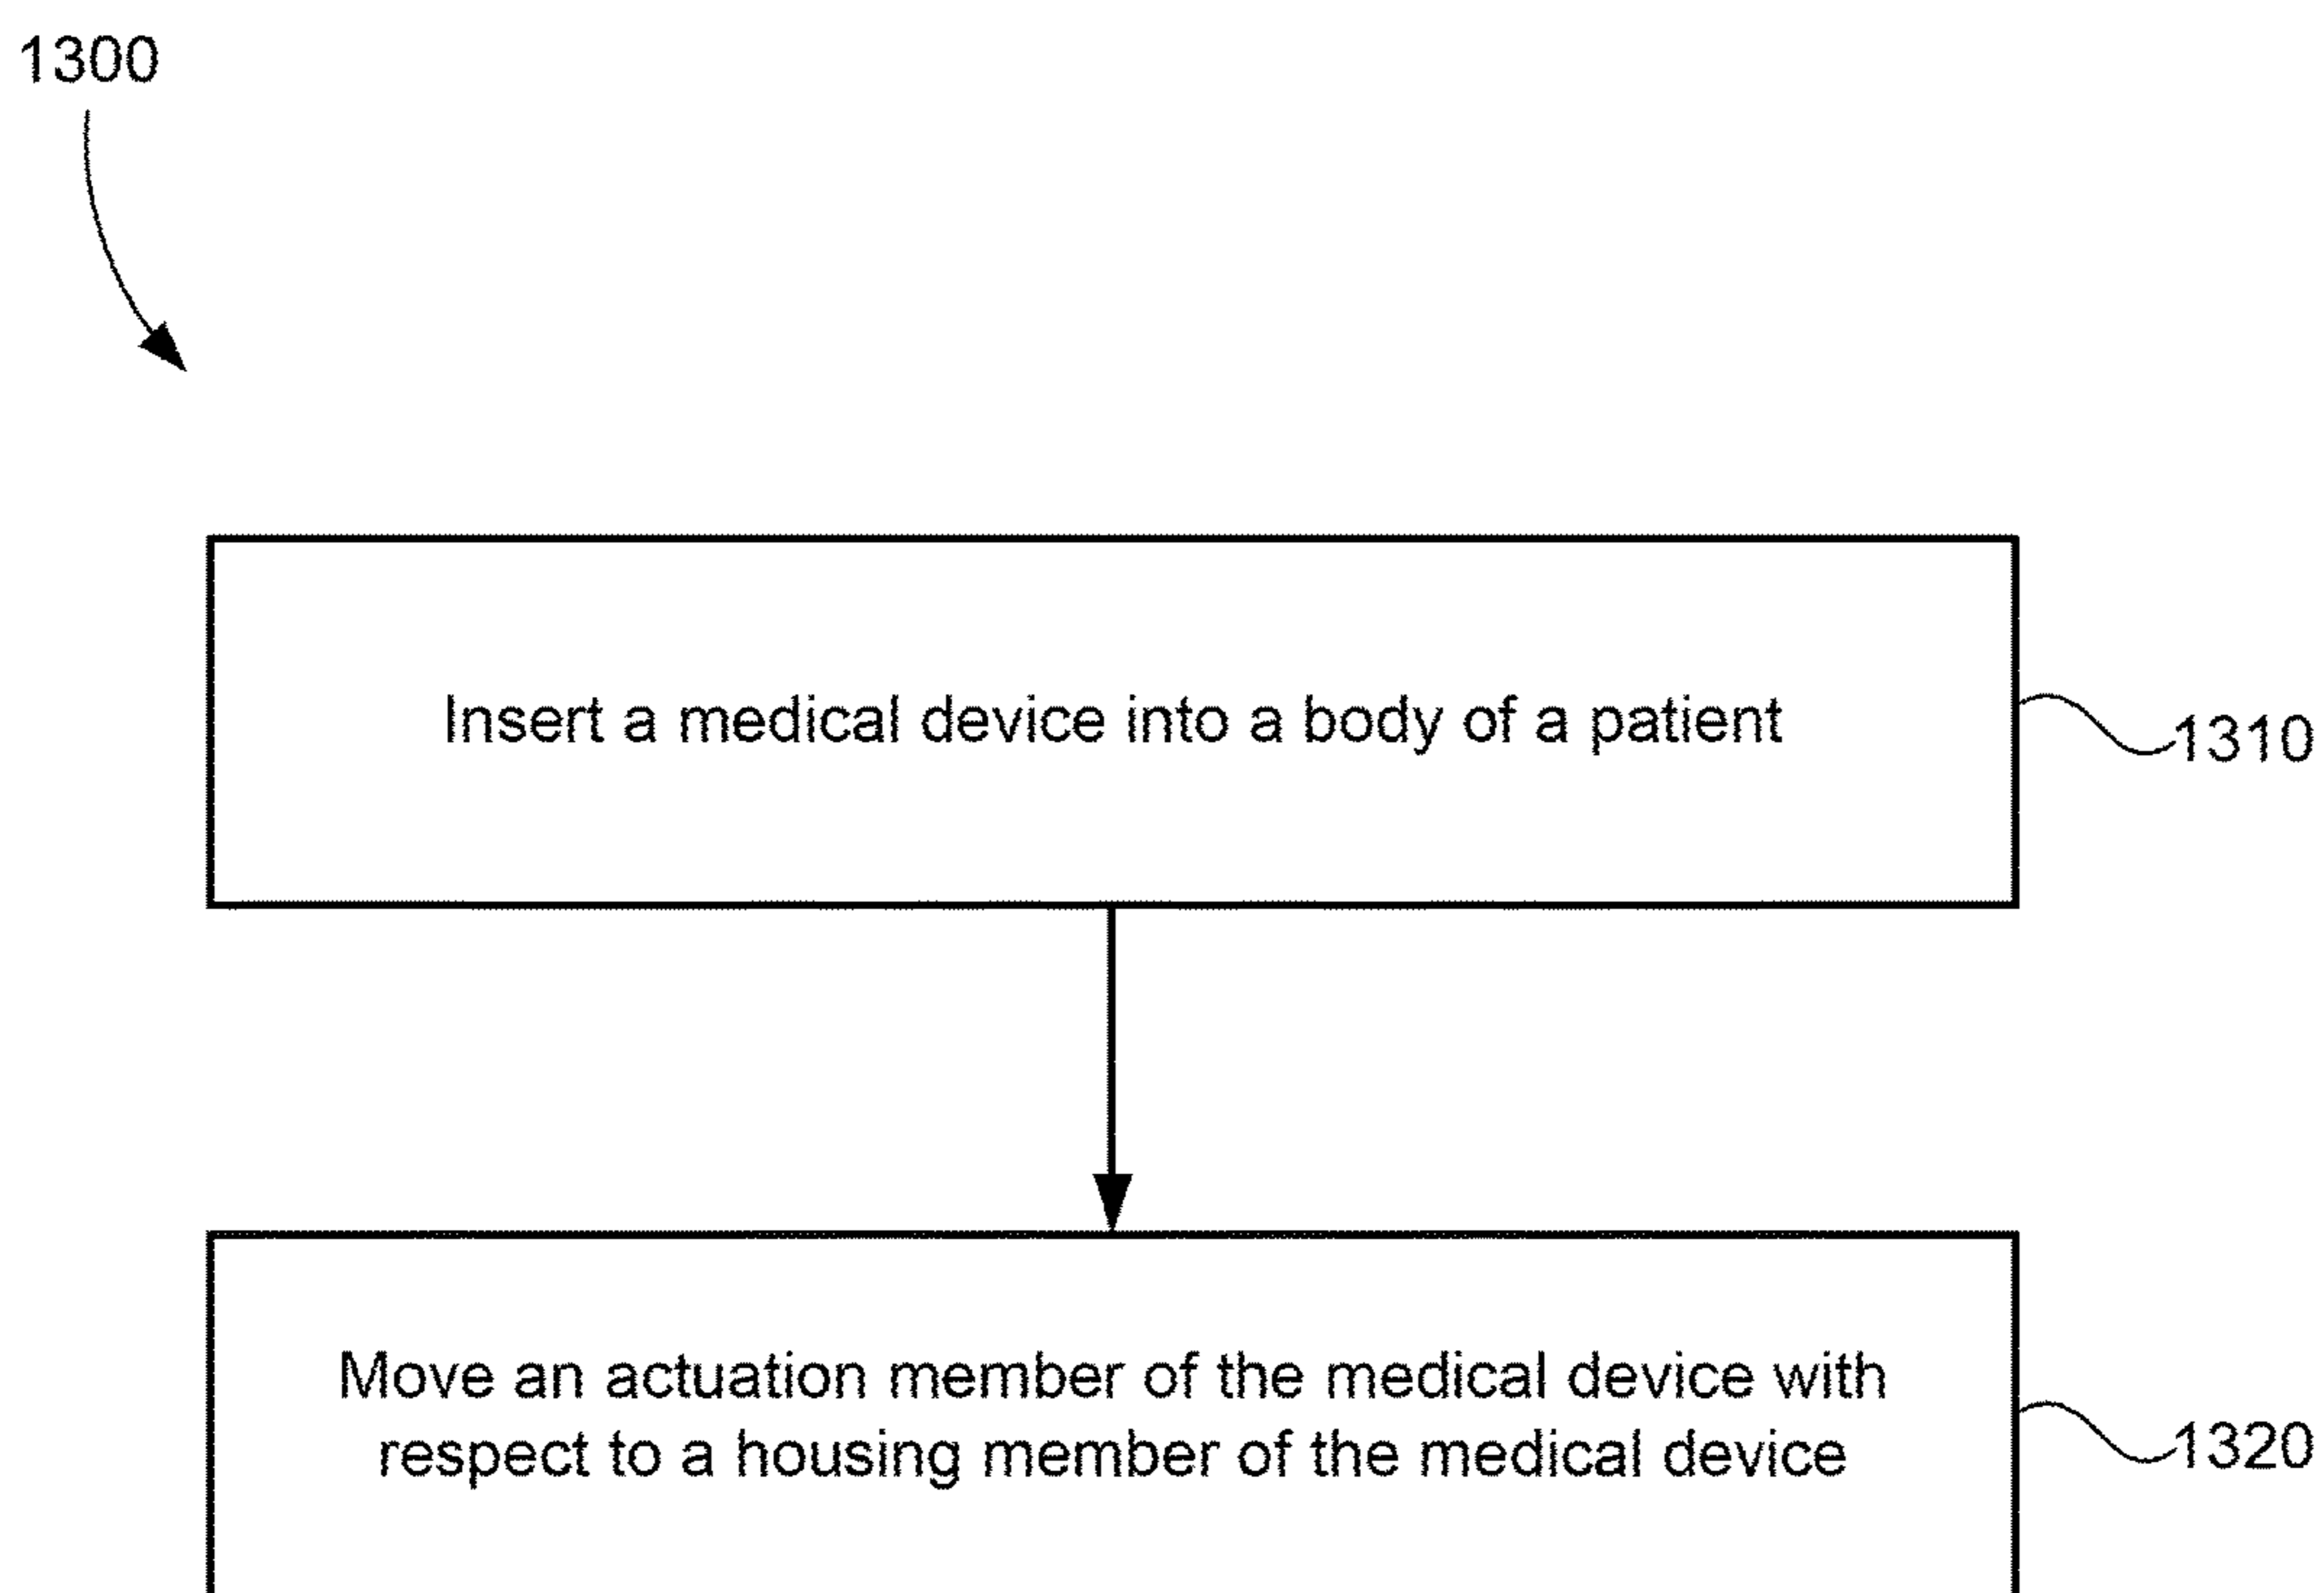 1300
Insert a medical device into a body of a patient
1310
Move an actuation member of the medical device with
respect to a housing member of the medical device
1320